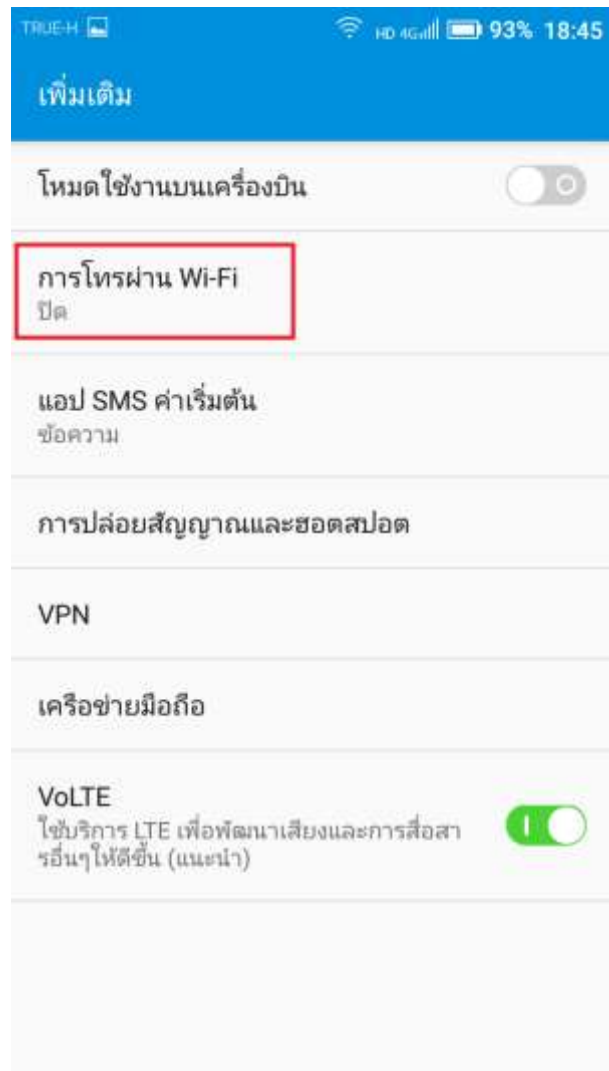 TRUE-H HD 4G 93% 18:45
เพิ่มเติม
โหมดใช้งานบนเครื่องบิน
การโทรผ่าน Wi-Fi
ปิด
แอป SMS ค่าเริ่มต้น
ข้อความ
การปล่อยสัญญาณและฮอตสปอต
VPN
เครือข่ายมือถือ
VoLTE
ใช้บริการ LTE เพื่อพัฒนาเสียงและการสื่อสา
รอื่นๆให้ดีขึ้น (แนะนำ)